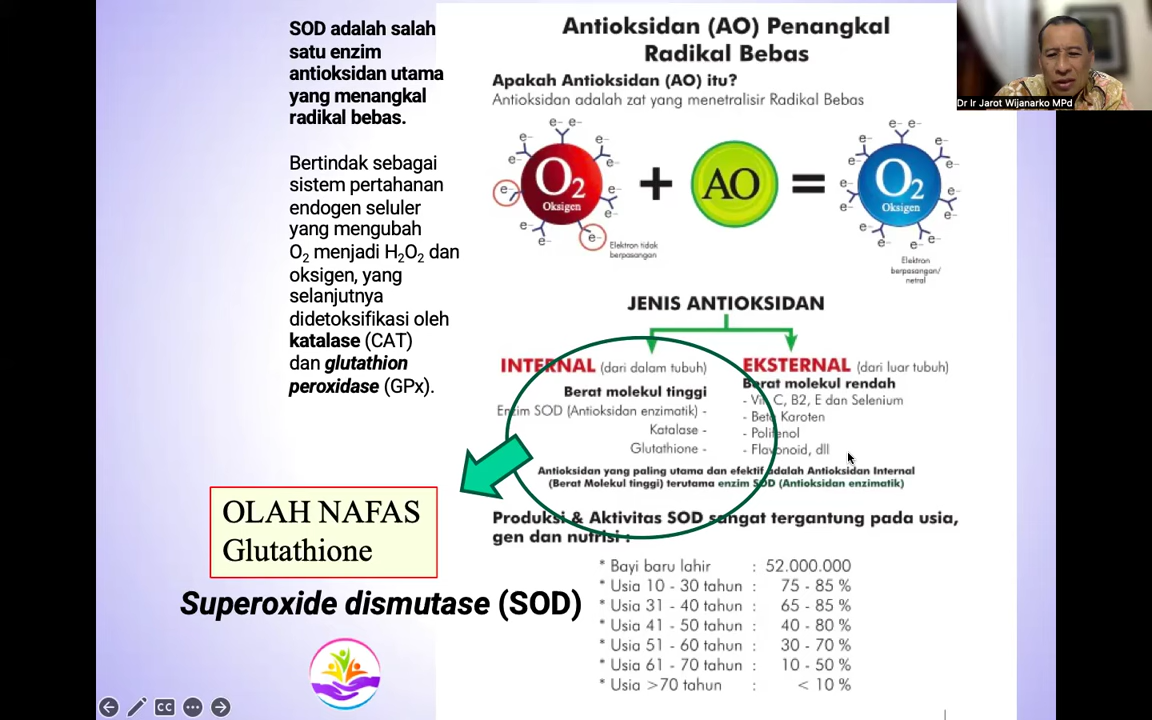 SOD adalah salah
satu enzim
antioksidan utama
yang menangkal
radikal bebas.
Bertindak sebagai
sistem pertahanan
endogen seluler
yang mengubah
O₂ menjadi H₂O₂ dan
oksigen, yang
selanjutnya
didetoksifikasi oleh
katalase (CAT)
dan glutathion
peroxidase (GPx).
Antioksidan (AO) Penangkal
Radikal Bebas
Apakah Antioksidan (AO) itu?
Antioksidan adalah zat yang menetralisir Radikal Bebas
e- e- e- e- e- e- e- e- e- e- e- e-
O₂
Oksigen
+
AO
=
e- e- e- e- e- e- e- e- e- e- e- e-
O₂
Oksigen
Elektron tidak
berpasangan
Elektron
berpasangan/
netral
JENIS ANTIOKSIDAN
INTERNAL (dari dalam tubuh)
Berat molekul tinggi
Enzim SOD (Antioksidan enzimatik) -
Katalase -
Glutathione -
EKSTERNAL (dari luar tubuh)
Berat molekul rendah
- Vit. C, B2, E dan Selenium
- Beta Karoten
- Polifenol
- Flavonoid, dll
Antioksidan yang paling utama dan efektif adalah Antioksidan Internal
(Berat Molekul tinggi) terutama enzim SOD (Antioksidan enzimatik)
OLAH NAFAS
Glutathione
Superoxide dismutase (SOD)
Produksi & Aktivitas SOD sangat tergantung pada usia,
gen dan nutrisi :
* Bayi baru lahir : 52.000.000
* Usia 10 - 30 tahun : 75 - 85 %
* Usia 31 - 40 tahun : 65 - 85 %
* Usia 41 - 50 tahun : 40 - 80 %
* Usia 51 - 60 tahun : 30 - 70 %
* Usia 61 - 70 tahun : 10 - 50 %
* Usia >70 tahun : < 10 %
Dr Ir Jarot Wijanarko MPd
CC